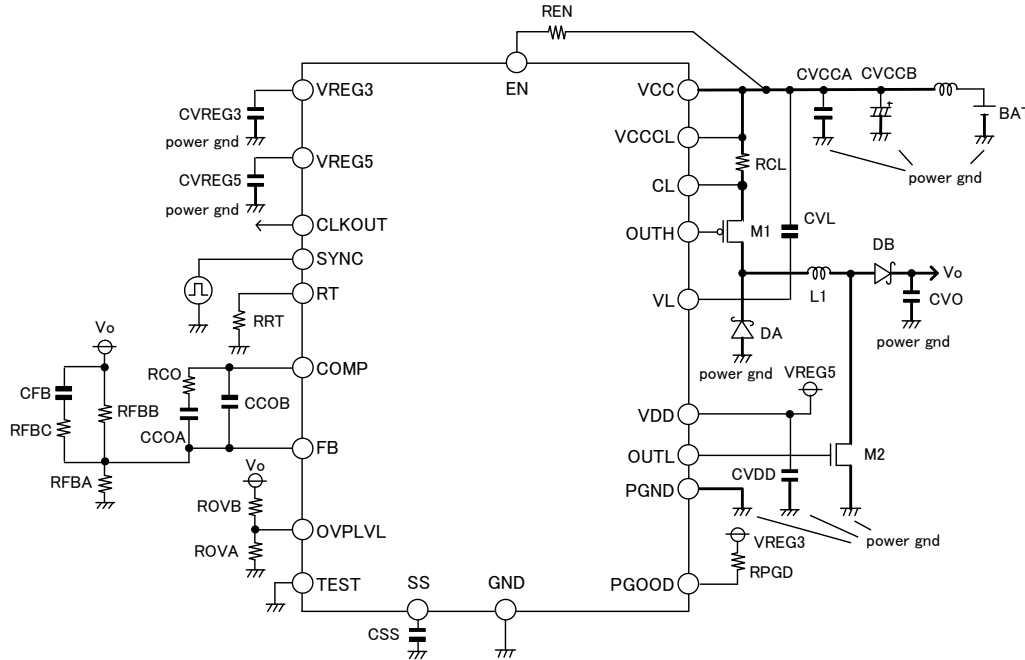 REN
EN
VREG3
CVREG3
power gnd
VREG5
CVREG5
power gnd
CLKOUT
SYNC
RT
RRT
Vo
CFB
RFBB
RFBC
RFBA
RCO
CCOA
CCOB
COMP
FB
Vo
ROVB
ROVA
OVPLVL
TEST
SS
CSS
GND
VCC
CVCCA
CVCCB
+
BAT
power gnd
VCCCL
RCL
CL
OUTH
M1
CVL
VL
L1
DB
Vo
CVO
power gnd
DA
power gnd
VREG5
VDD
OUTL
CVDD
M2
PGND
power gnd
VREG3
RPGD
PGOOD